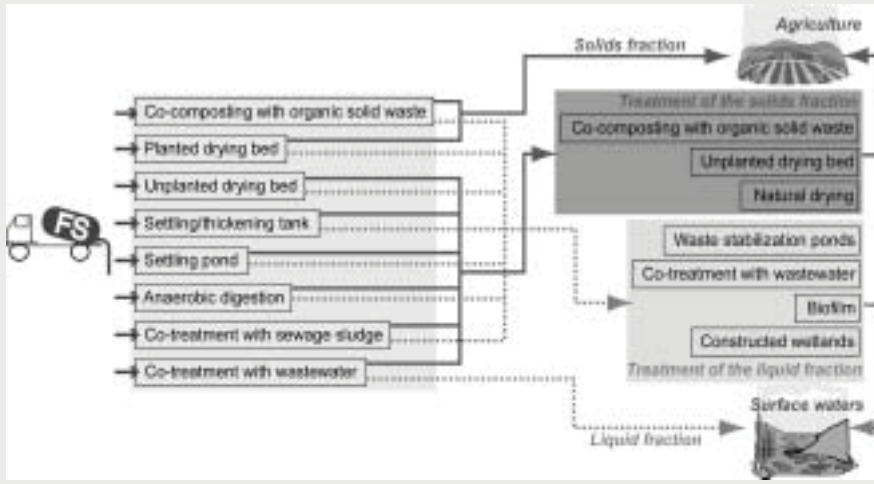 Agriculture
Solids fraction
Treatment of the solids fraction
Co-composting with organic solid waste
Co-composting with organic solid waste
Planted drying bed
Unplanted drying bed
Unplanted drying bed
Natural drying
Settling/thickening tank
FS
Waste stabilization ponds
Settling pond
Co-treatment with wastewater
Anaerobic digestion
Biofilm
Co-treatment with sewage sludge
Constructed wetlands
Co-treatment with wastewater
Treatment of the liquid fraction
Surface waters
Liquid fraction